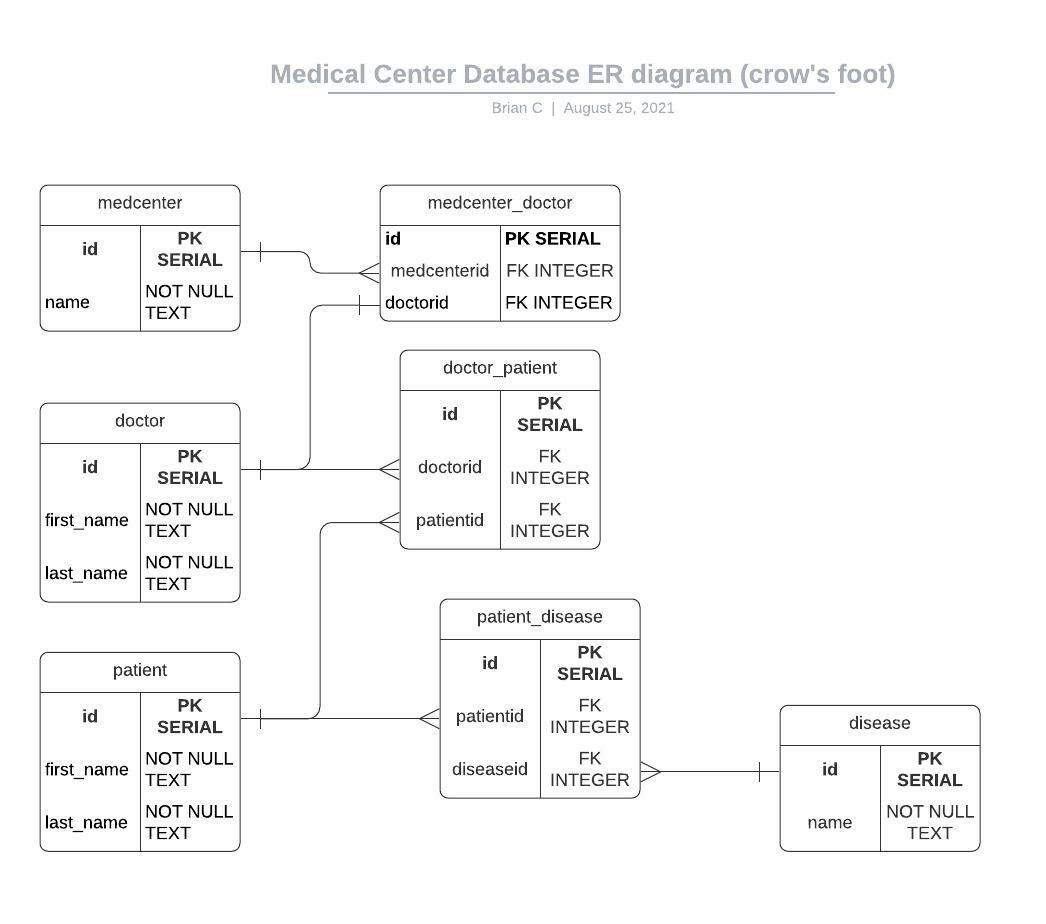 Medical Center Database ER diagram (crow's foot)
Brian C | August 25, 2021
medcenter
id
PK
SERIAL
name
NOT NULL
TEXT
medcenter_doctor
id
PK SERIAL
medcenterid
FK INTEGER
doctorid
FK INTEGER
doctor_patient
id
PK
SERIAL
doctorid
FK
INTEGER
patientid
FK
INTEGER
doctor
id
PK
SERIAL
first_name
NOT NULL
TEXT
last_name
NOT NULL
TEXT
patient_disease
id
PK
SERIAL
patientid
FK
INTEGER
diseaseid
FK
INTEGER
patient
id
PK
SERIAL
first_name
NOT NULL
TEXT
last_name
NOT NULL
TEXT
disease
id
PK
SERIAL
name
NOT NULL
TEXT